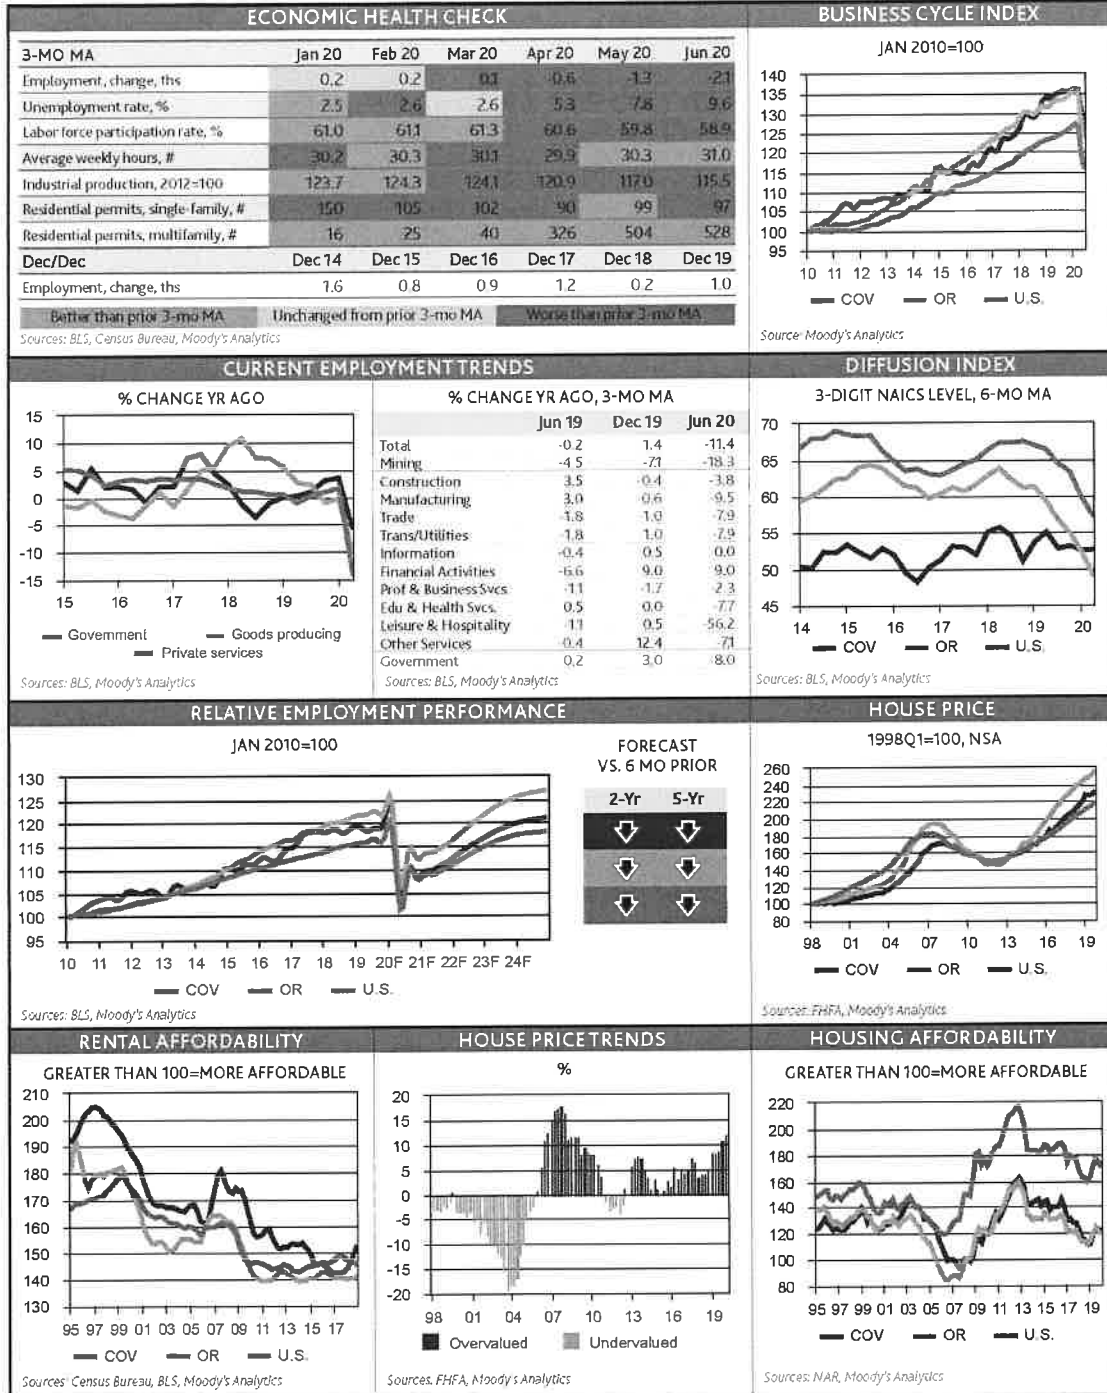 ECONOMIC HEALTH CHECK
3-MO MA Jan 20 Feb 20 Mar 20 Apr 20 May 20 Jun 20
Employment, change, ths 0.2 0.2 0.1 -0.6 -1.3 -2.1
Unemployment rate, % 2.5 2.6 2.6 5.3 7.8 9.6
Labor force participation rate, % 61.0 61.1 61.3 60.6 59.8 58.9
Average weekly hours, # 30.2 30.3 30.1 29.9 30.3 31.0
Industrial production, 2012=100 123.7 124.3 124.1 120.9 117.0 115.5
Residential permits, single-family, # 150 105 102 90 99 97
Residential permits, multifamily, # 16 25 40 326 504 528
Dec/Dec Dec 14 Dec 15 Dec 16 Dec 17 Dec 18 Dec 19
Employment, change, ths 1.6 0.8 0.9 1.2 0.2 1.0
Better than prior 3-mo MA Unchanged from prior 3-mo MA Worse than prior 3-mo MA
Sources: BLS, Census Bureau, Moody's Analytics
BUSINESS CYCLE INDEX
JAN 2010=100
140
135
130
125
120
115
110
105
100
95
10 11 12 13 14 15 16 17 18 19 20
COV OR U.S.
Source: Moody's Analytics
CURRENT EMPLOYMENT TRENDS
% CHANGE YR AGO
15
10
5
0
-5
-10
-15
15 16 17 18 19 20
Government Goods producing
Private services
Sources: BLS, Moody's Analytics
% CHANGE YR AGO, 3-MO MA
Jun 19 Dec 19 Jun 20
Total -0.2 1.4 -11.4
Mining -4.5 -7.1 -18.3
Construction 3.5 -0.4 -3.8
Manufacturing 3.0 -0.6 -9.5
Trade -1.8 1.0 -7.9
Trans/Utilities -1.8 1.0 -7.9
Information -0.4 0.5 0.0
Financial Activities -6.6 9.0 9.0
Prof & Business Svcs -1.1 -1.7 -2.3
Edu & Health Svcs. 0.5 0.0 -7.7
Leisure & Hospitality -1.1 0.5 -56.2
Other Services -0.4 12.4 -7.1
Government 0.2 3.0 -8.0
Sources: BLS, Moody's Analytics
DIFFUSION INDEX
3-DIGIT NAICS LEVEL, 6-MO MA
70
65
60
55
50
45
14 15 16 17 18 19 20
COV OR U.S.
Sources: BLS, Moody's Analytics
RELATIVE EMPLOYMENT PERFORMANCE
JAN 2010=100
130
125
120
115
110
105
100
95
10 11 12 13 14 15 16 17 18 19 20F 21F 22F 23F 24F
COV OR U.S.
Sources: BLS, Moody's Analytics
FORECAST
VS. 6 MO PRIOR
2-Yr 5-Yr
HOUSE PRICE
1998Q1=100, NSA
260
240
220
200
180
160
140
120
100
80
98 01 04 07 10 13 16 19
COV OR U.S.
Sources: FHFA, Moody's Analytics
RENTAL AFFORDABILITY
GREATER THAN 100=MORE AFFORDABLE
210
200
190
180
170
160
150
140
130
95 97 99 01 03 05 07 09 11 13 15 17
COV OR U.S.
Sources: Census Bureau, BLS, Moody's Analytics
HOUSE PRICE TRENDS
%
20
15
10
5
0
-5
-10
-15
-20
98 01 04 07 10 13 16 19
Overvalued Undervalued
Sources: FHFA, Moody's Analytics
HOUSING AFFORDABILITY
GREATER THAN 100=MORE AFFORDABLE
220
200
180
160
140
120
100
80
95 97 99 01 03 05 07 09 11 13 15 17 19
COV OR U.S.
Sources: NAR, Moody's Analytics